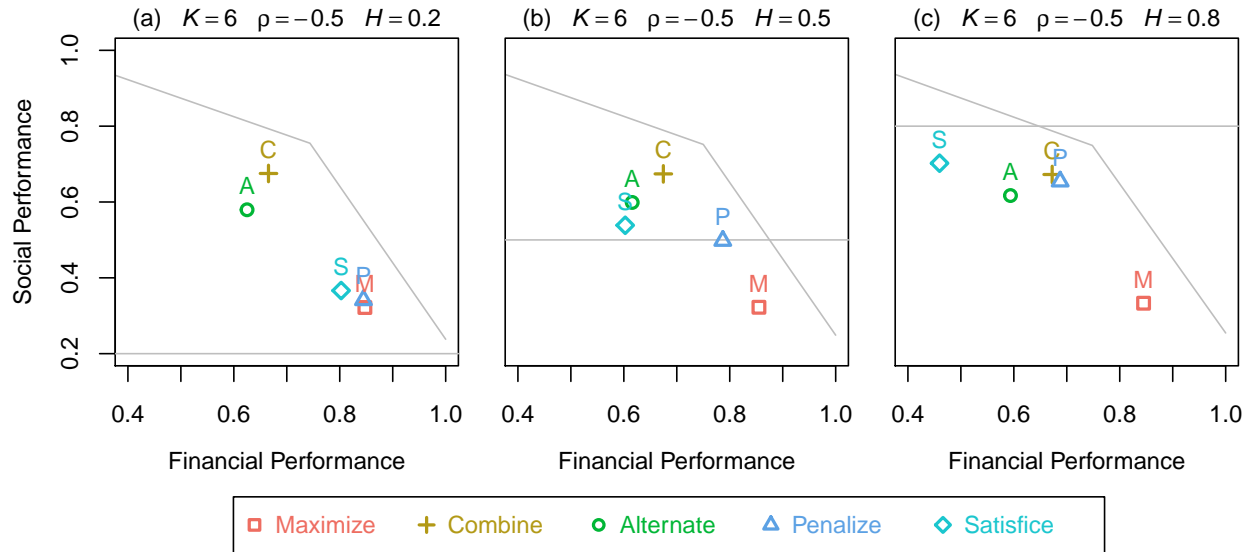 (a) K = 6 ρ = −0.5 H = 0.2
(b) K = 6 ρ = −0.5 H = 0.5
(c) K = 6 ρ = −0.5 H = 0.8
Social Performance
1.0
0.8
0.6
0.4
0.2
C
A
S
P
M
0.4 0.6 0.8 1.0
Financial Performance
A
C
S
P
M
0.4 0.6 0.8 1.0
Financial Performance
S
C
P
A
M
0.4 0.6 0.8 1.0
Financial Performance
Maximize Combine Alternate Penalize Satisfice